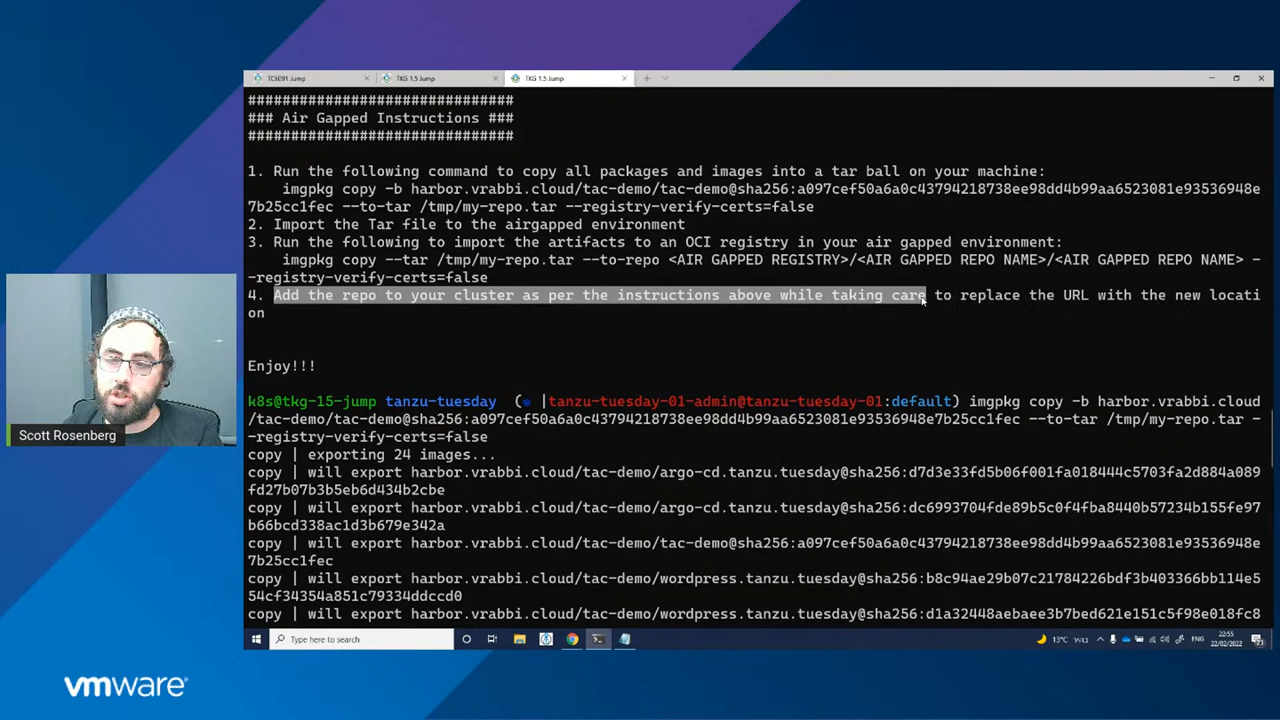 TCE091 Jump
TKG 1.5 Jump
TKG 1.5 Jump
##############################
### Air Gapped Instructions ###
##############################
1. Run the following command to copy all packages and images into a tar ball on your machine:
imgpkg copy -b harbor.vrabbi.cloud/tac-demo/tac-demo@sha256:a097cef50a6a0c43794218738ee98dd4b99aa6523081e93536948e
7b25cc1fec --to-tar /tmp/my-repo.tar --registry-verify-certs=false
2. Import the Tar file to the airgapped environment
3. Run the following to import the artifacts to an OCI registry in your air gapped environment:
imgpkg copy --tar /tmp/my-repo.tar --to-repo <AIR GAPPED REGISTRY>/<AIR GAPPED REPO NAME>/<AIR GAPPED REPO NAME> -
-registry-verify-certs=false
4. Add the repo to your cluster as per the instructions above while taking care to replace the URL with the new locati
on
Enjoy!!!
k8s@tkg-15-jump tanzu-tuesday (* |tanzu-tuesday-01-admin@tanzu-tuesday-01:default) imgpkg copy -b harbor.vrabbi.cloud
/tac-demo/tac-demo@sha256:a097cef50a6a0c43794218738ee98dd4b99aa6523081e93536948e7b25cc1fec --to-tar /tmp/my-repo.tar -
-registry-verify-certs=false
copy | exporting 24 images...
copy | will export harbor.vrabbi.cloud/tac-demo/argo-cd.tanzu.tuesday@sha256:d7d3e33fd5b06f001fa018444c5703fa2d884a089
fd27b07b3b5eb6d434b2cbe
copy | will export harbor.vrabbi.cloud/tac-demo/argo-cd.tanzu.tuesday@sha256:dc6993704fde89b5c0f4fba8440b57234b155fe97
b66bcd338ac1d3b679e342a
copy | will export harbor.vrabbi.cloud/tac-demo/tac-demo@sha256:a097cef50a6a0c43794218738ee98dd4b99aa6523081e93536948e
7b25cc1fec
copy | will export harbor.vrabbi.cloud/tac-demo/wordpress.tanzu.tuesday@sha256:b8c94ae29b07c21784226bdf3b403366bb114e5
54cf34354a851c79334ddccd0
copy | will export harbor.vrabbi.cloud/tac-demo/wordpress.tanzu.tuesday@sha256:d1a32448aebaee3b7bed621e151c5f98e018fc8
Scott Rosenberg
Type here to search
13°C בהיר
ENG
22:55
22/02/2022
vmware